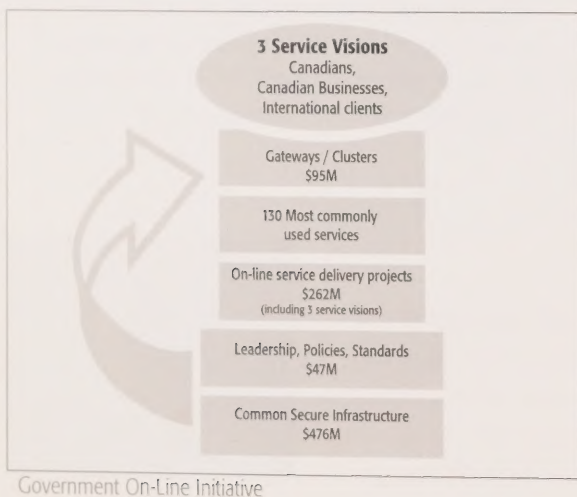 3 Service Visions
Canadians,
Canadian Businesses,
International clients
Gateways / Clusters
$95M
130 Most commonly
used services
On-line service delivery projects
$262M
(including 3 service visions)
Leadership, Policies, Standards
$47M
Common Secure Infrastructure
$476M
Government On-Line Initiative